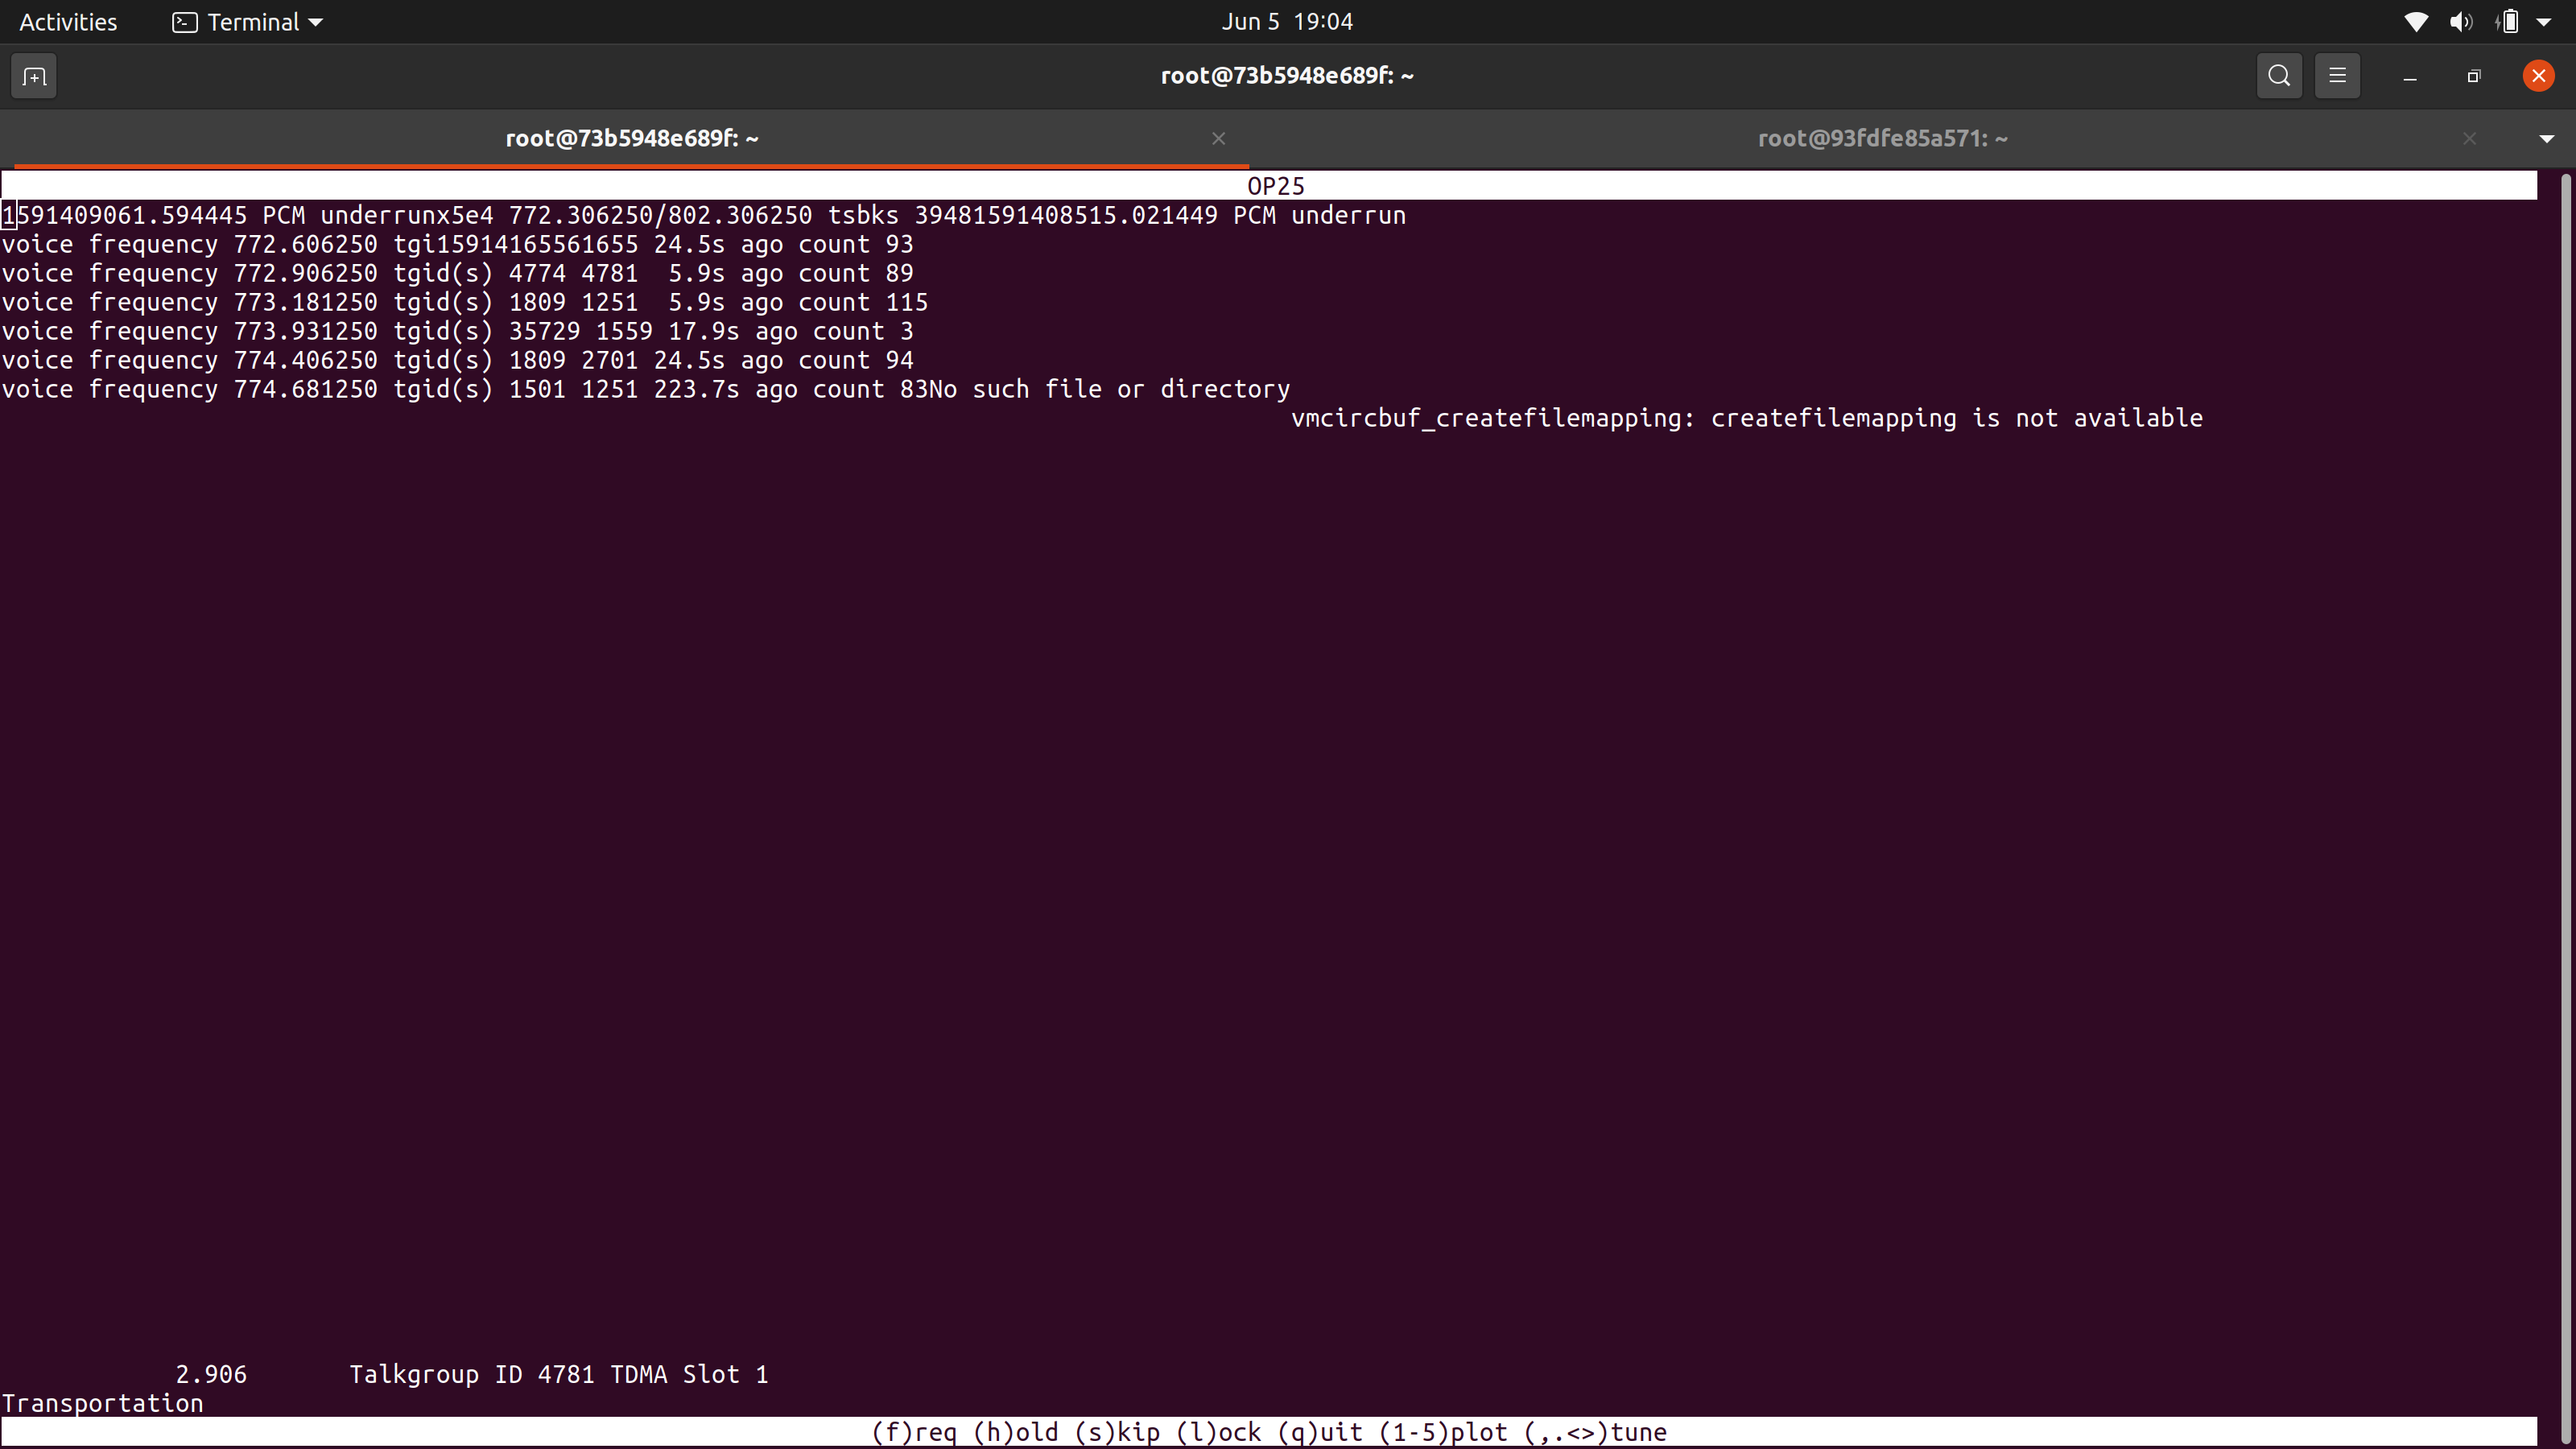 Activities Terminal Jun 5 19:04
root@73b5948e689f: ~
root@73b5948e689f: ~ root@93fdfe85a571: ~
OP25
1591409061.594445 PCM underrunx5e4 772.306250/802.306250 tsbks 39481591408515.021449 PCM underrun
voice frequency 772.606250 tgi15914165561655 24.5s ago count 93
voice frequency 772.906250 tgid(s) 4774 4781  5.9s ago count 89
voice frequency 773.181250 tgid(s) 1809 1251  5.9s ago count 115
voice frequency 773.931250 tgid(s) 35729 1559 17.9s ago count 3
voice frequency 774.406250 tgid(s) 1809 2701 24.5s ago count 94
voice frequency 774.681250 tgid(s) 1501 1251 223.7s ago count 83No such file or directory
vmcircbuf_createfilemapping: createfilemapping is not available
2.906 Talkgroup ID 4781 TDMA Slot 1
Transportation
(f)req (h)old (s)kip (l)ock (q)uit (1-5)plot (,.<>)tune